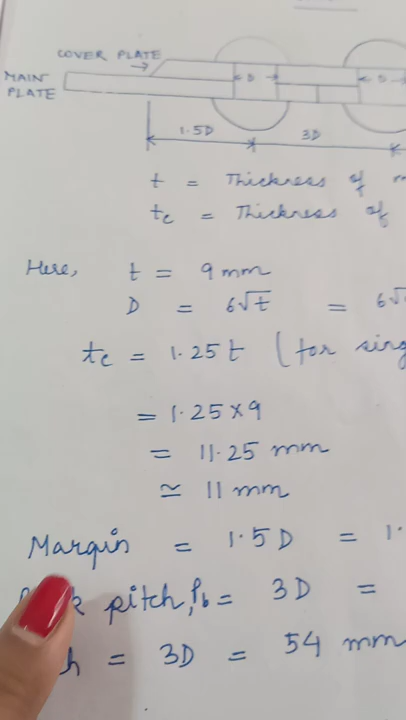 COVER PLATE
MAIN
PLATE
D D
1.5D 3D
t = Thickness of
tc = Thickness of
Here, t = 9 mm
D = 6√t = 6√
tc = 1.25t (for sing
= 1.25 × 9
= 11.25 mm
≃ 11 mm
Margin = 1.5D = 1.
pitch, Pb = 3D =
h = 3D = 54 mm